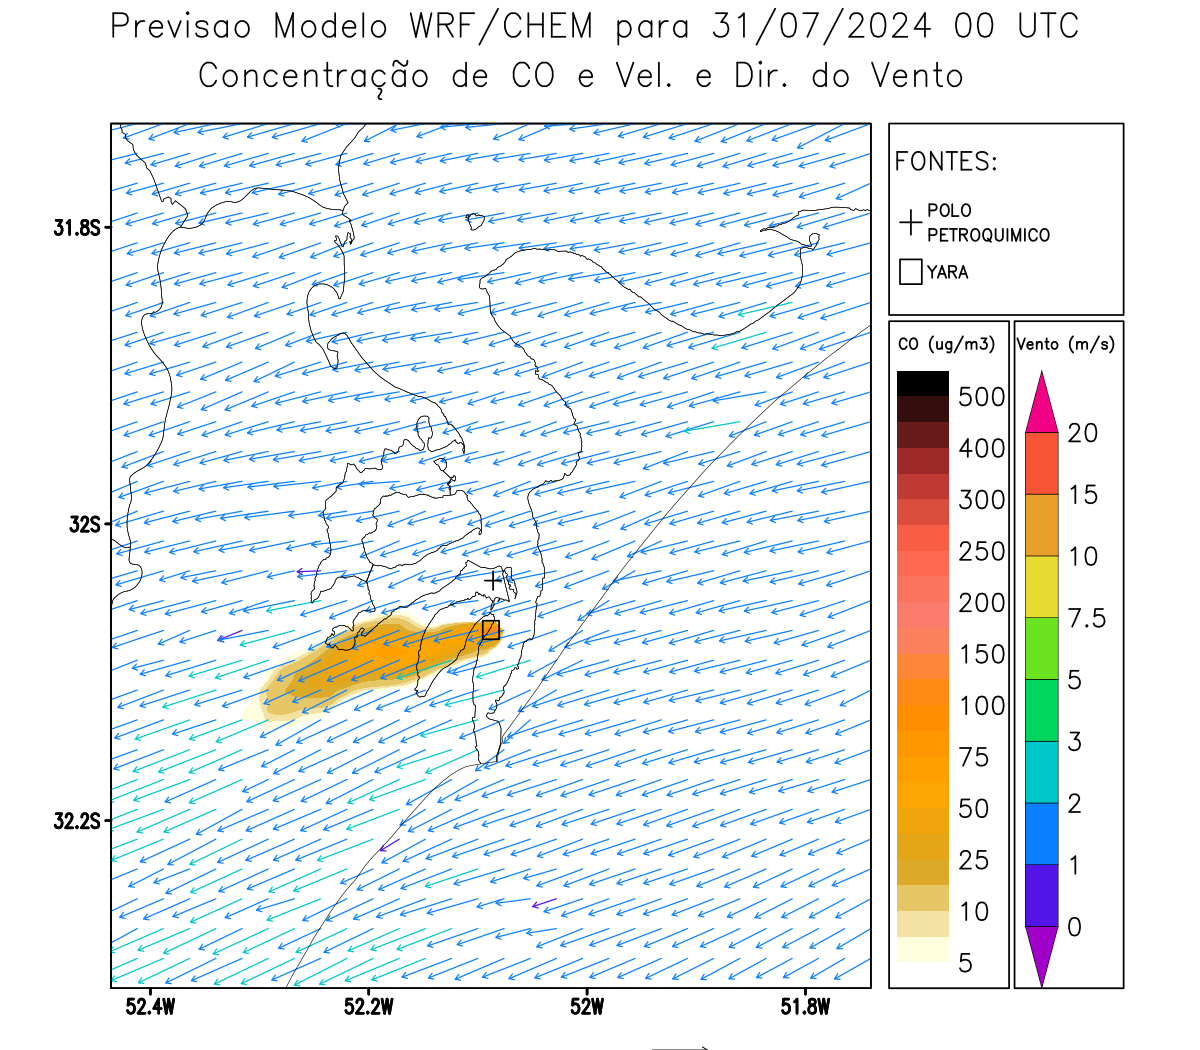 Previsao Modelo WRF/CHEM para 31/07/2024 00 UTC
Concentração de CO e Vel. e Dir. do Vento
FONTES:
POLO
PETROQUIMICO
YARA
CO (ug/m3)
500
400
300
250
200
150
100
75
50
25
10
5
Vento (m/s)
20
15
10
7.5
5
3
2
1
0
31.8S
32S
32.2S
52.4W
52.2W
52W
51.8W